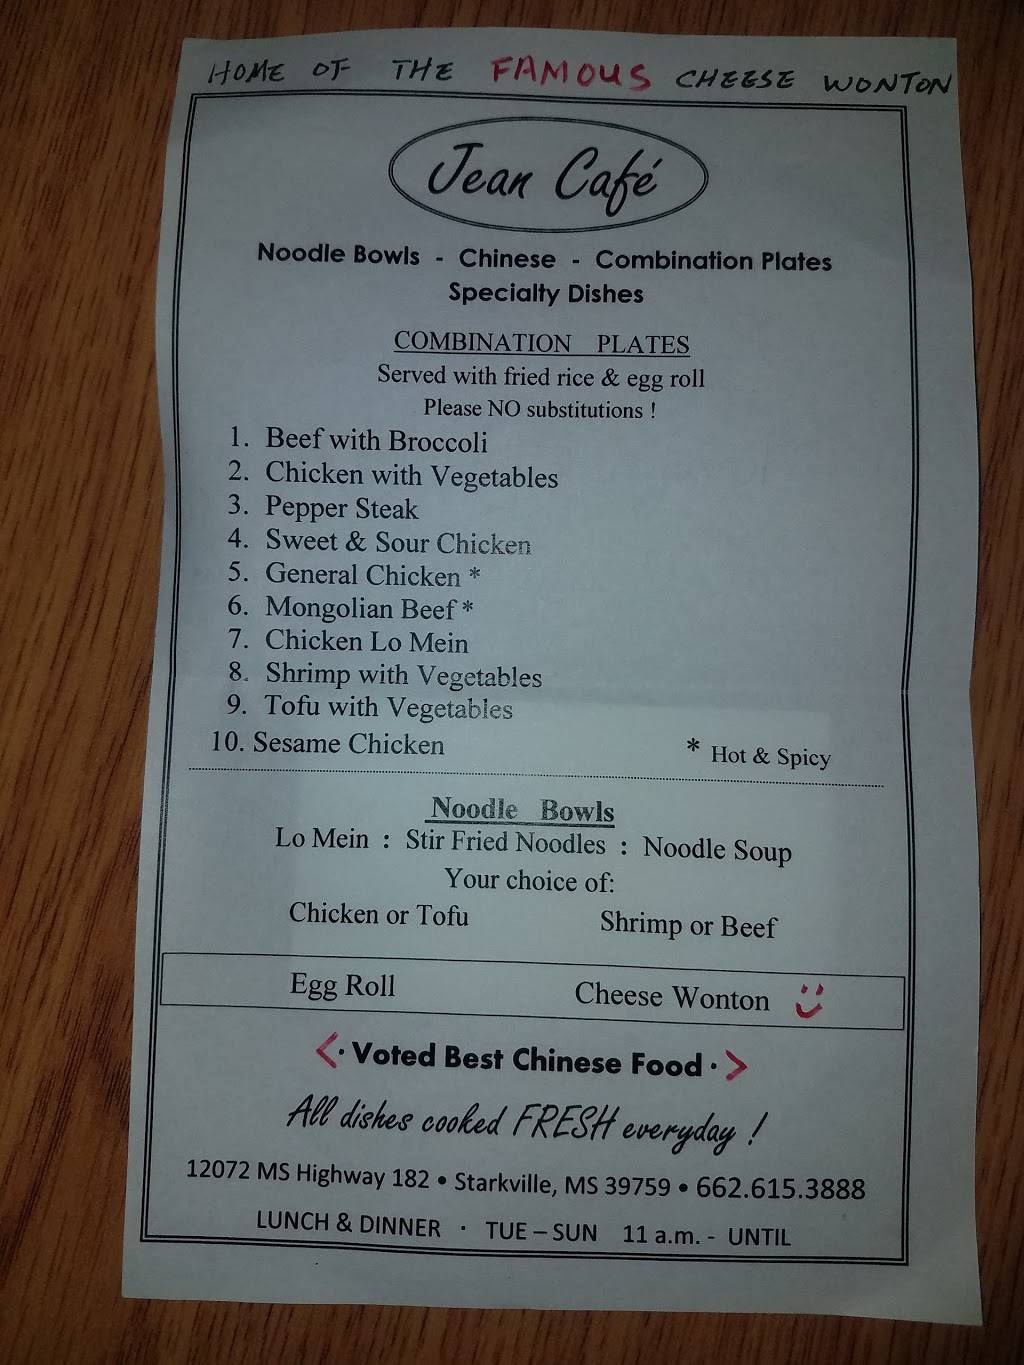 HOME OF THE FAMOUS CHEESE WONTON
Jean Café
Noodle Bowls - Chinese - Combination Plates
Specialty Dishes
COMBINATION PLATES
Served with fried rice & egg roll
Please NO substitutions !
1. Beef with Broccoli
2. Chicken with Vegetables
3. Pepper Steak
4. Sweet & Sour Chicken
5. General Chicken *
6. Mongolian Beef *
7. Chicken Lo Mein
8. Shrimp with Vegetables
9. Tofu with Vegetables
10. Sesame Chicken * Hot & Spicy
Noodle Bowls
Lo Mein : Stir Fried Noodles : Noodle Soup
Your choice of:
Chicken or Tofu Shrimp or Beef
Egg Roll Cheese Wonton
<· Voted Best Chinese Food ·>
All dishes cooked FRESH everyday !
12072 MS Highway 182 • Starkville, MS 39759 • 662.615.3888
LUNCH & DINNER · TUE – SUN 11 a.m. - UNTIL